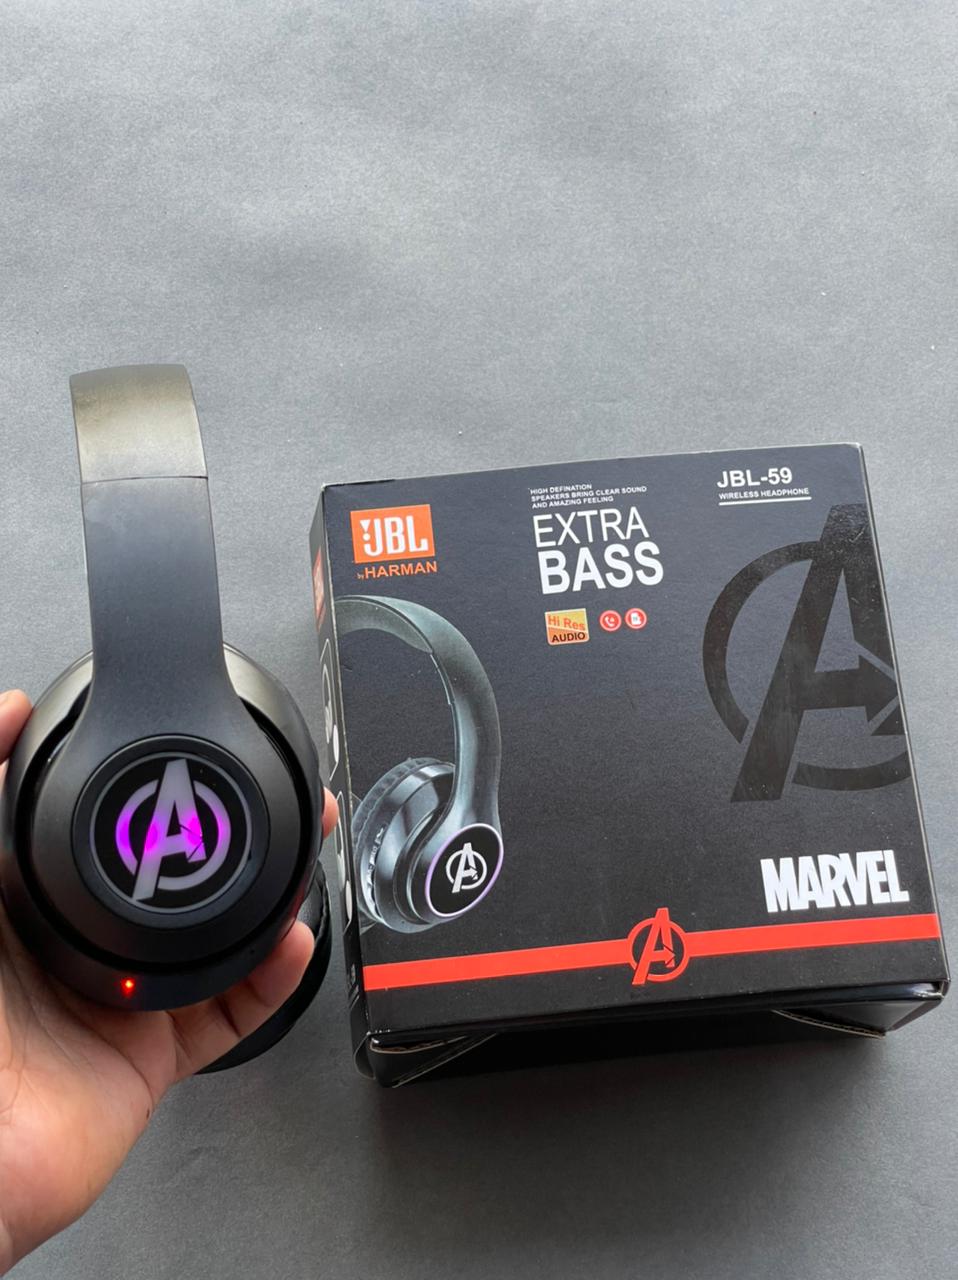 JBL
by HARMAN
HIGH DEFINATION
SPEAKERS BRING CLEAR SOUND
AND AMAZING FEELING
EXTRA
BASS
Hi Res
AUDIO
JBL-59
WIRELESS HEADPHONE
MARVEL